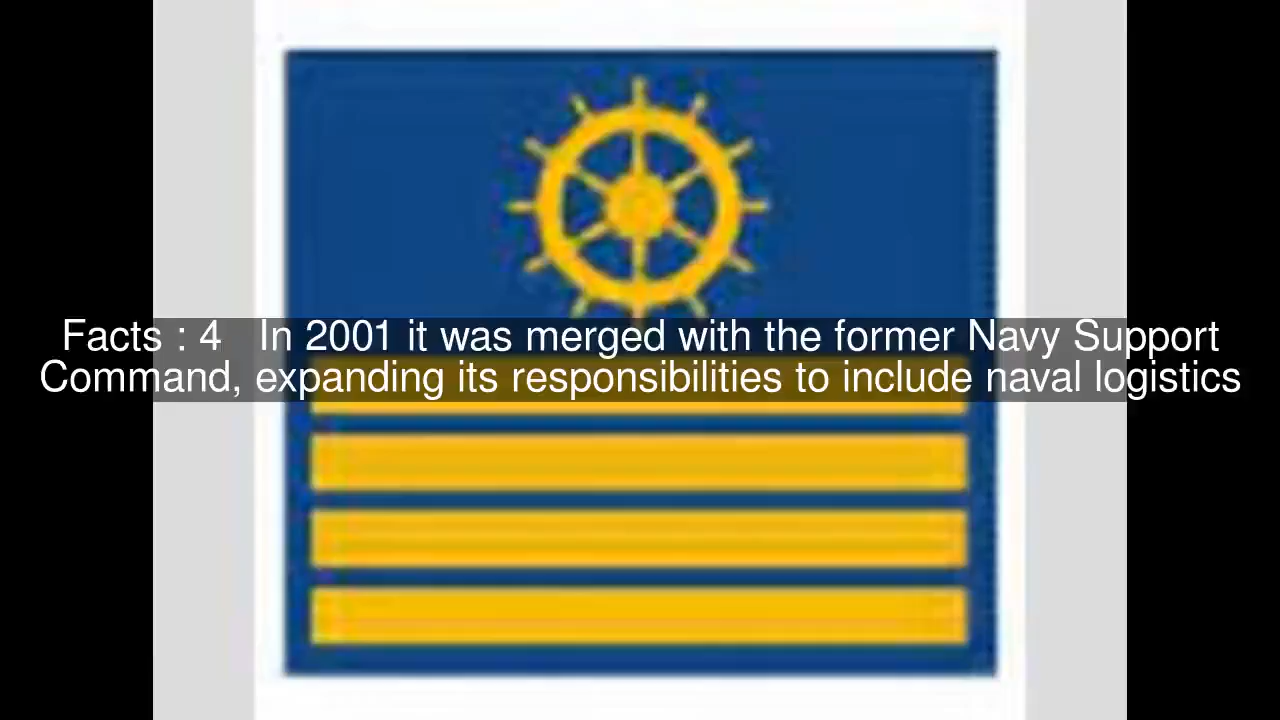 Facts : 4   In 2001 it was merged with the former Navy Support
Command, expanding its responsibilities to include naval logistics